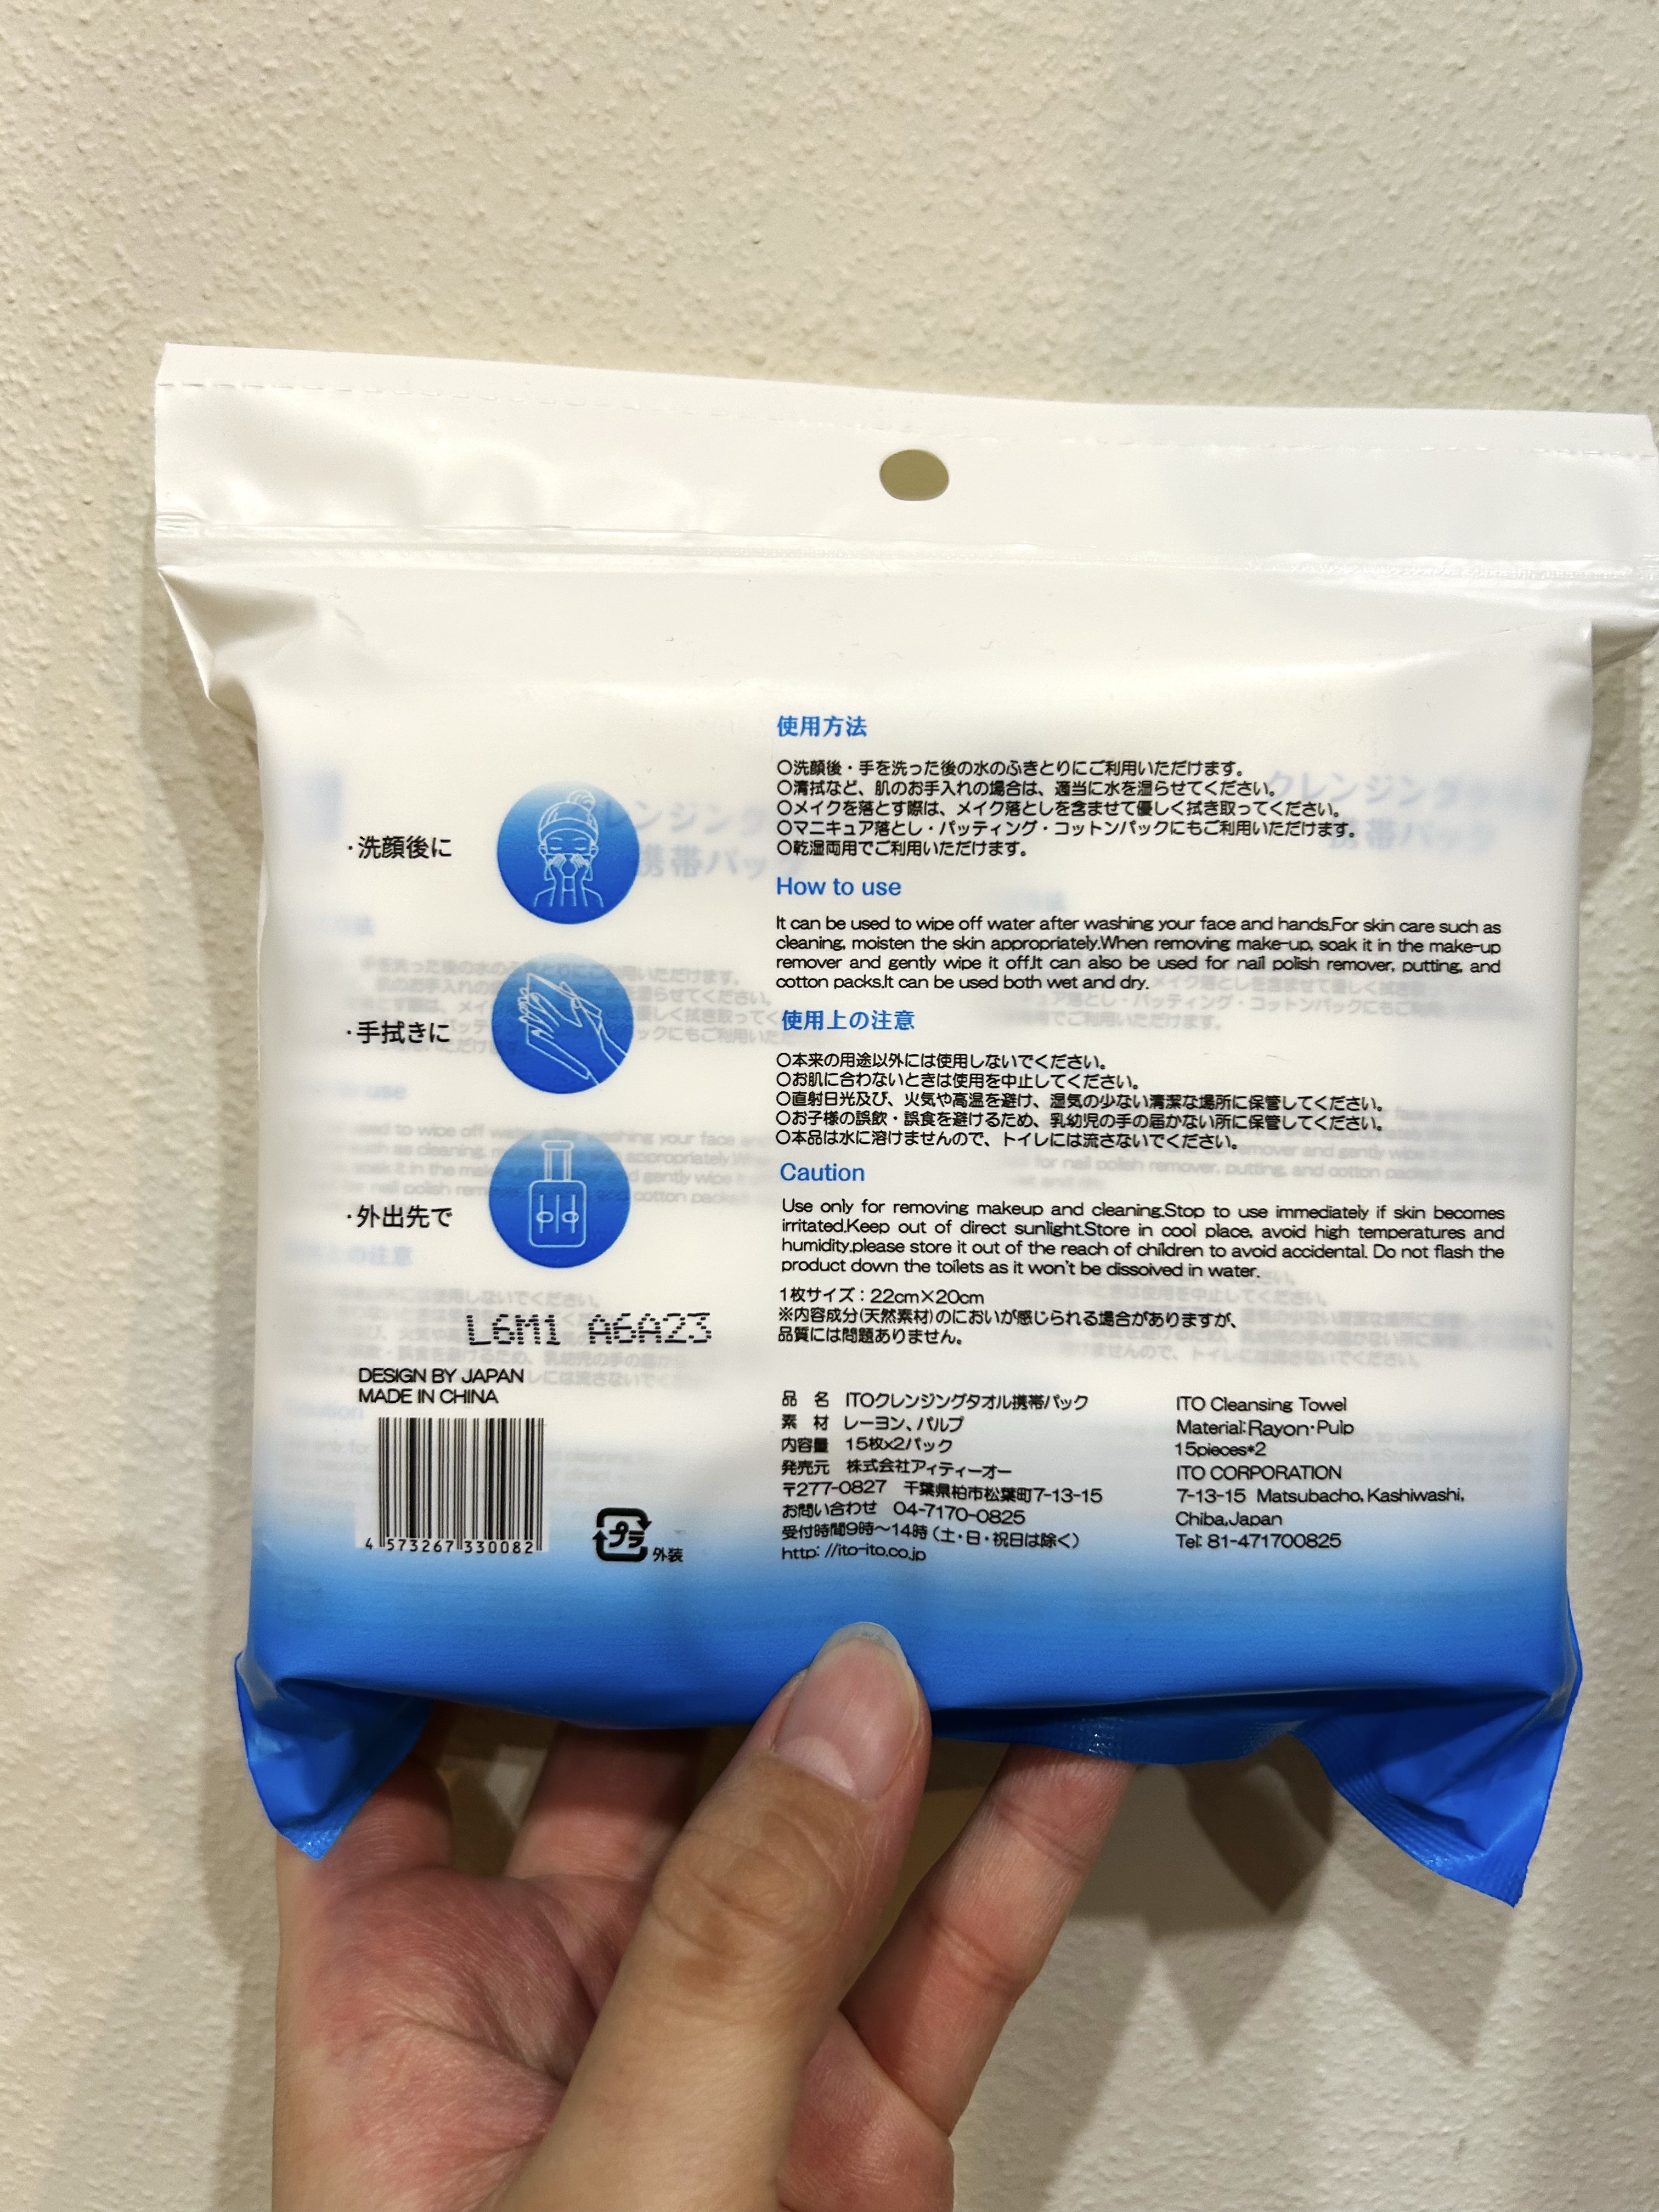 ・洗顔後に
・手拭きに
・外出先で
L6M1 A6A23
DESIGN BY JAPAN
MADE IN CHINA
4 573267 330082
プラ
外装
使用方法
○洗顔後・手を洗った後の水のふきとりにご利用いただけます。
○清拭など、肌のお手入れの場合は、適当に水を湿らせてください。
○メイクを落とす際は、メイク落としを含ませて優しく拭き取ってください。
○マニキュア落とし・パッティング・コットンパックにもご利用いただけます。
○乾湿両用でご利用いただけます。
How to use
It can be used to wipe off water after washing your face and hands.For skin care such as
cleaning, moisten the skin appropriately.When removing make-up, soak it in the make-up
remover and gently wipe it off.It can also be used for nail polish remover, putting, and
cotton packs.It can be used both wet and dry.
使用上の注意
○本来の用途以外には使用しないでください。
○お肌に合わないときは使用を中止してください。
○直射日光及び、火気や高温を避け、湿気の少ない清潔な場所に保管してください。
○お子様の誤飲・誤食を避けるため、乳幼児の手の届かない所に保管してください。
○本品は水に溶けませんので、トイレには流さないでください。
Caution
Use only for removing makeup and cleaning.Stop to use immediately if skin becomes
irritated.Keep out of direct sunlight.Store in cool place, avoid high temperatures and
humidity.please store it out of the reach of children to avoid accidental. Do not flash the
product down the toilets as it won't be dissoived in water.
1枚サイズ：22cm×20cm
※内容成分(天然素材)のにおいが感じられる場合がありますが、
品質には問題ありません。
品 名 ITOクレンジングタオル携帯パック
素 材 レーヨン、パルプ
内容量 15枚x2パック
発売元 株式会社アイティーオー
〒277-0827 千葉県柏市松葉町7-13-15
お問い合わせ 04-7170-0825
受付時間9時～14時（土・日・祝日は除く）
http: //ito-ito.co.jp
ITO Cleansing Towel
Material:Rayon・Pulp
15pieces*2
ITO CORPORATION
7-13-15 Matsubacho, Kashiwashi,
Chiba,Japan
Tel: 81-471700825